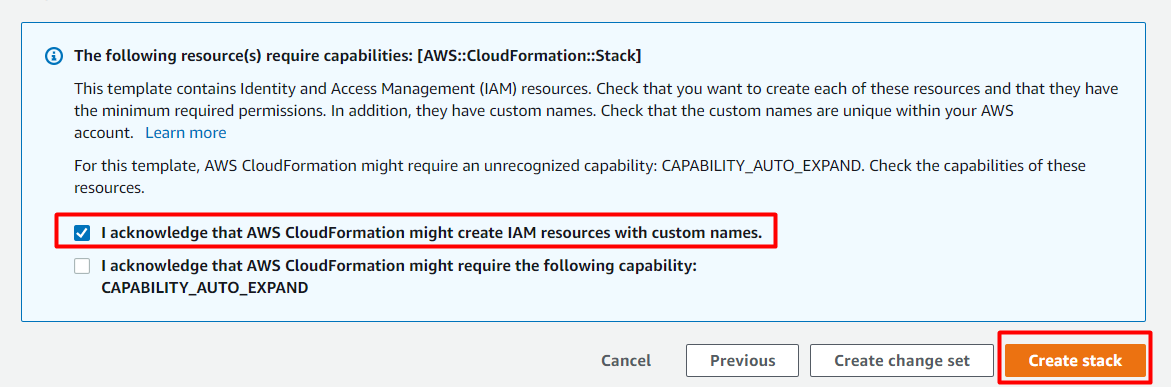 The following resource(s) require capabilities: [AWS::CloudFormation::Stack]
This template contains Identity and Access Management (IAM) resources. Check that you want to create each of these resources and that they have
the minimum required permissions. In addition, they have custom names. Check that the custom names are unique within your AWS
account. Learn more
For this template, AWS CloudFormation might require an unrecognized capability: CAPABILITY_AUTO_EXPAND. Check the capabilities of these
resources.
I acknowledge that AWS CloudFormation might create IAM resources with custom names.
I acknowledge that AWS CloudFormation might require the following capability:
CAPABILITY_AUTO_EXPAND
Cancel Previous Create change set Create stack